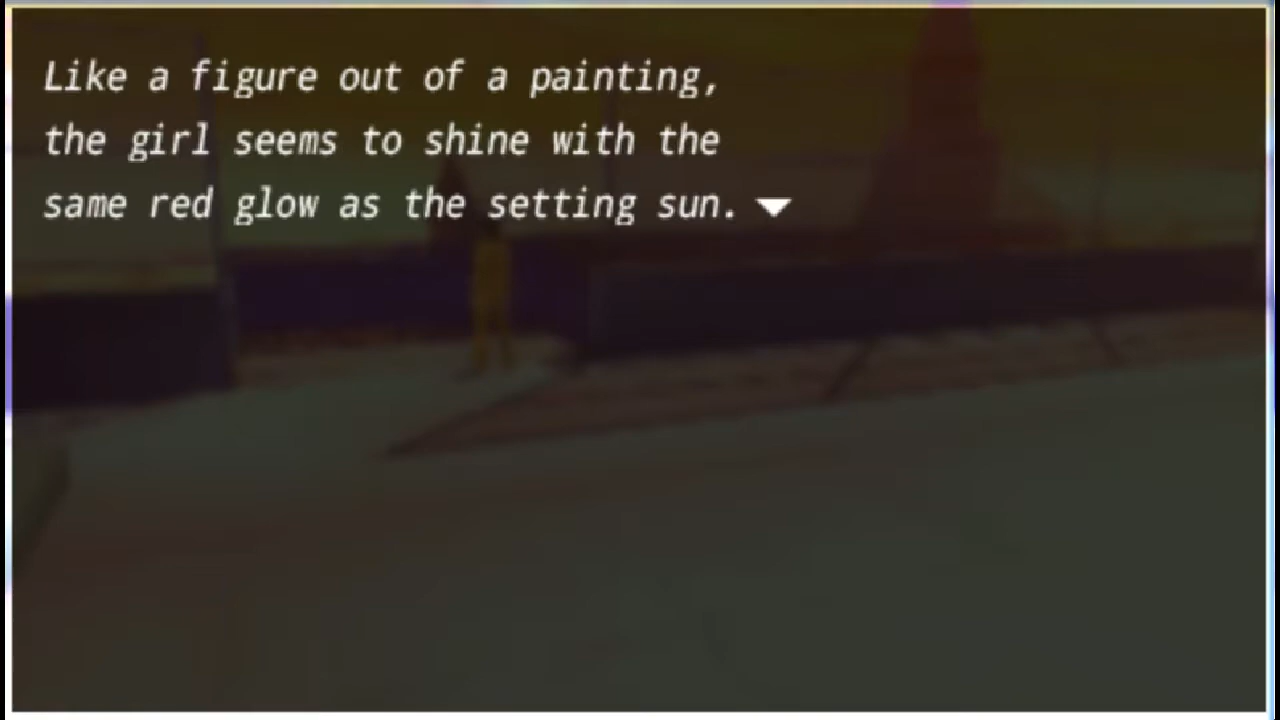 Like a figure out of a painting,
the girl seems to shine with the
same red glow as the setting sun.